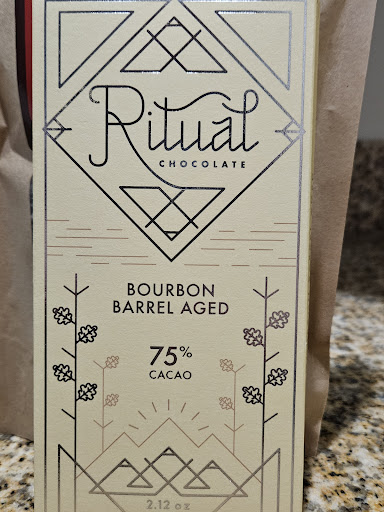 Ritual
CHOCOLATE
BOURBON
BARREL AGED
75%
CACAO
2.12 oz